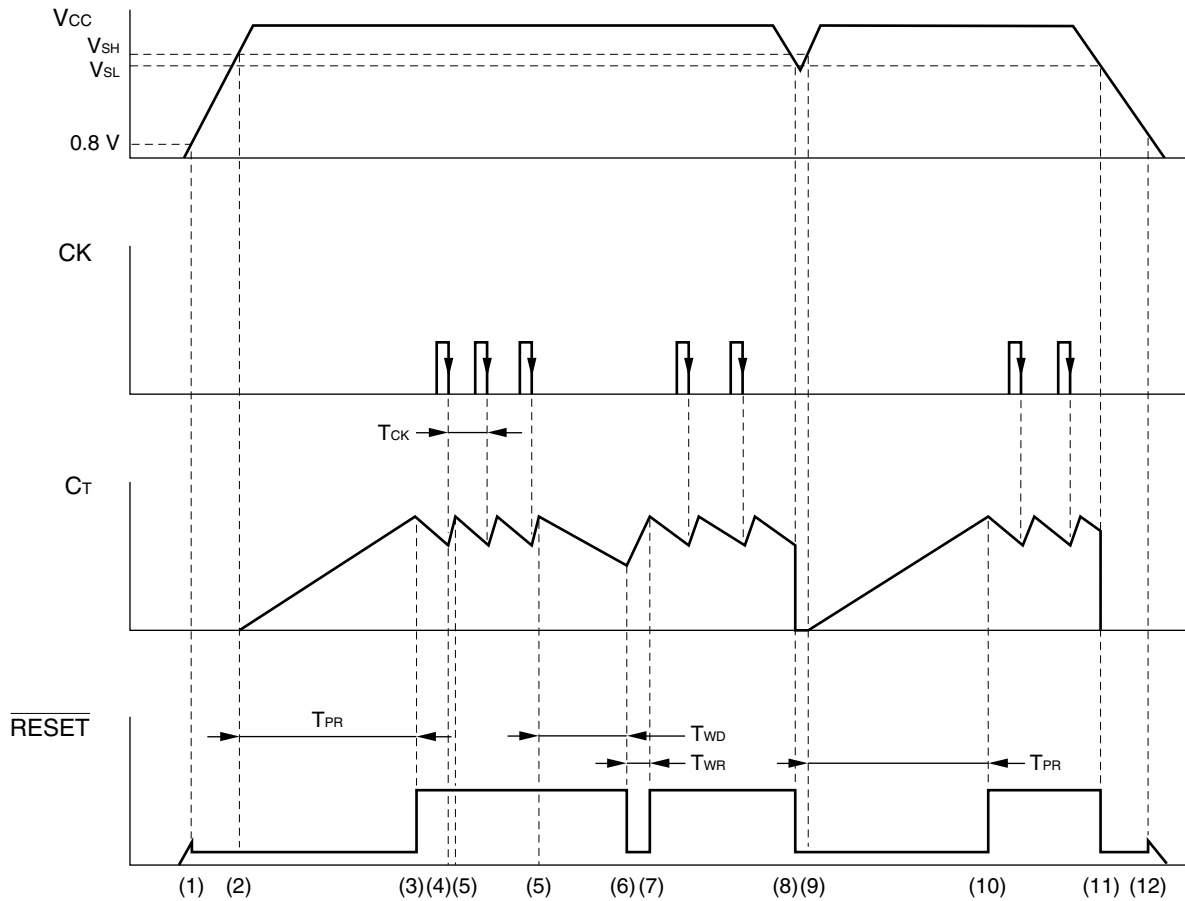 VCC
VSH
VSL
0.8 V
CK
TCK
CT
RESET
TPR
TWD
TWR
TPR
(1) (2) (3) (4) (5) (5) (6) (7) (8) (9) (10) (11) (12)